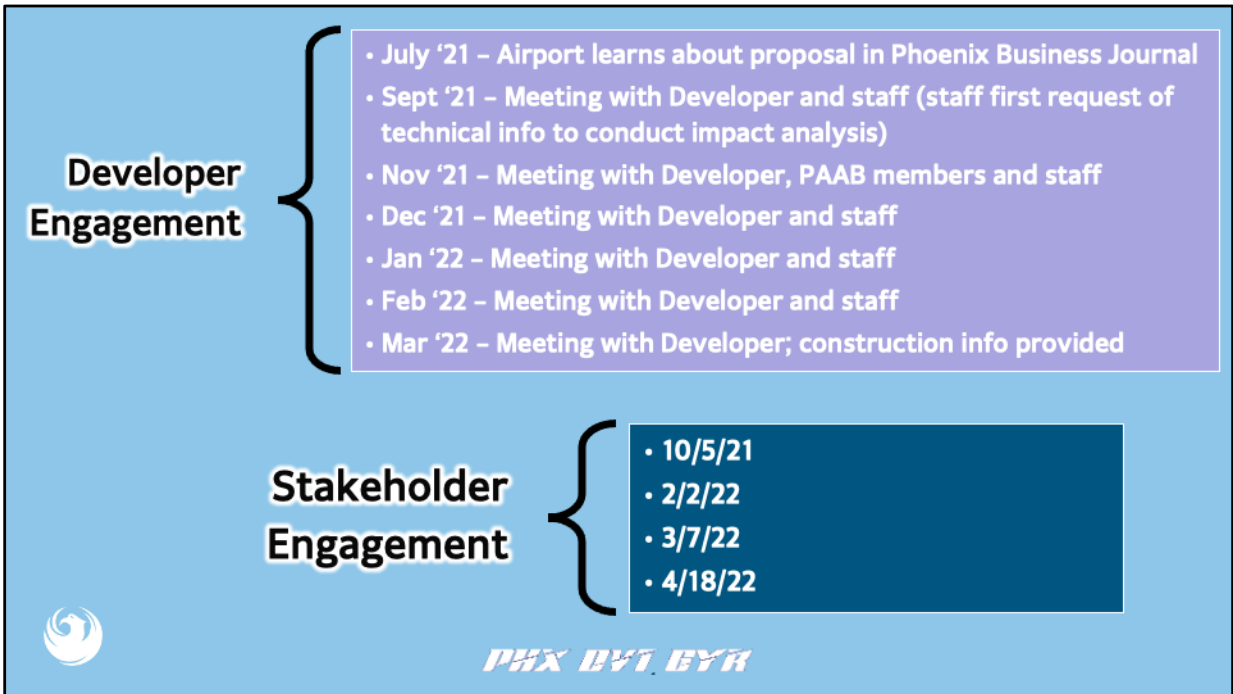 Developer
Engagement
• July ‘21 – Airport learns about proposal in Phoenix Business Journal
• Sept ‘21 – Meeting with Developer and staff (staff first request of
technical info to conduct impact analysis)
• Nov ‘21 – Meeting with Developer, PAAB members and staff
• Dec ‘21 – Meeting with Developer and staff
• Jan ‘22 – Meeting with Developer and staff
• Feb ‘22 – Meeting with Developer and staff
• Mar ‘22 – Meeting with Developer; construction info provided
Stakeholder
Engagement
• 10/5/21
• 2/2/22
• 3/7/22
• 4/18/22
PHX DVT GYR